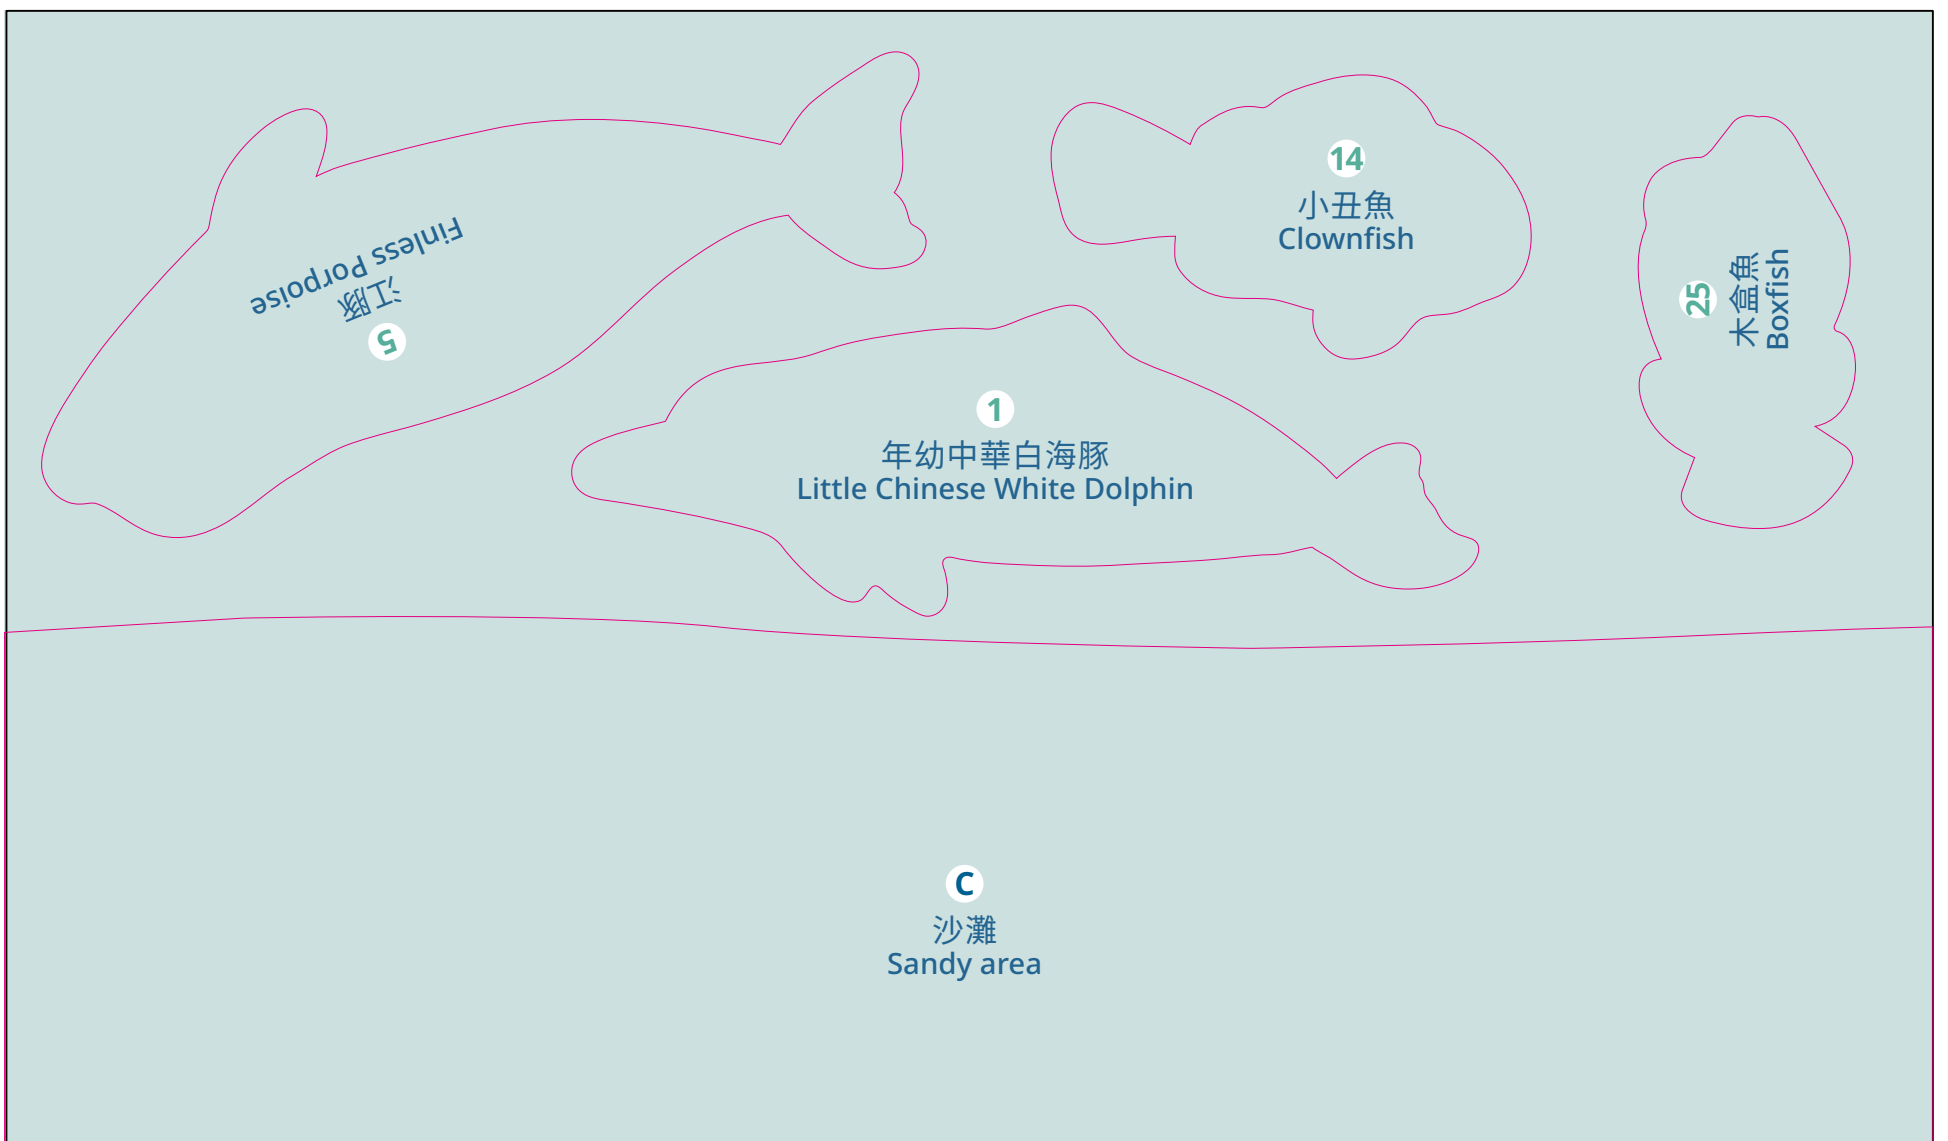 5
江豚
Finless Porpoise
14
小丑魚
Clownfish
25
木盒魚
Boxfish
1
年幼中華白海豚
Little Chinese White Dolphin
C
沙灘
Sandy area